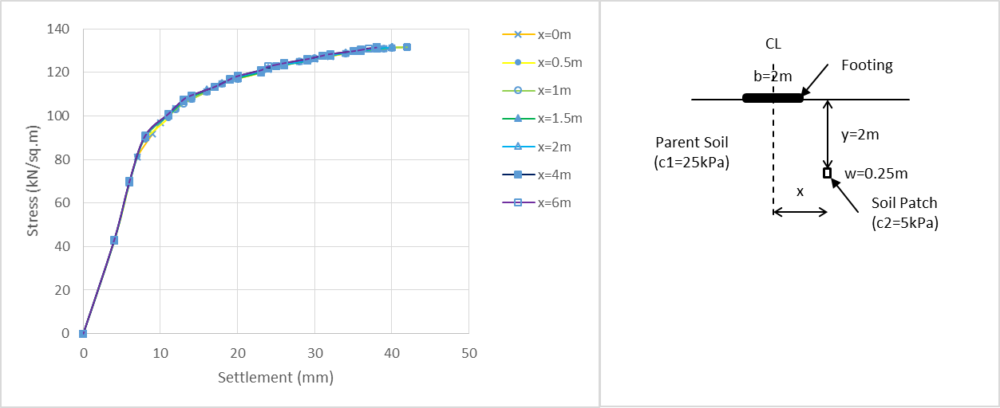 140
120
100
80
60
40
20
0
0
10
20
30
40
50
Stress (kN/sq.m)
Settlement (mm)
x=0m
x=0.5m
x=1m
x=1.5m
x=2m
x=4m
x=6m
CL
b=2m
Footing
y=2m
Parent Soil
(c1=25kPa)
w=0.25m
x
Soil Patch
(c2=5kPa)